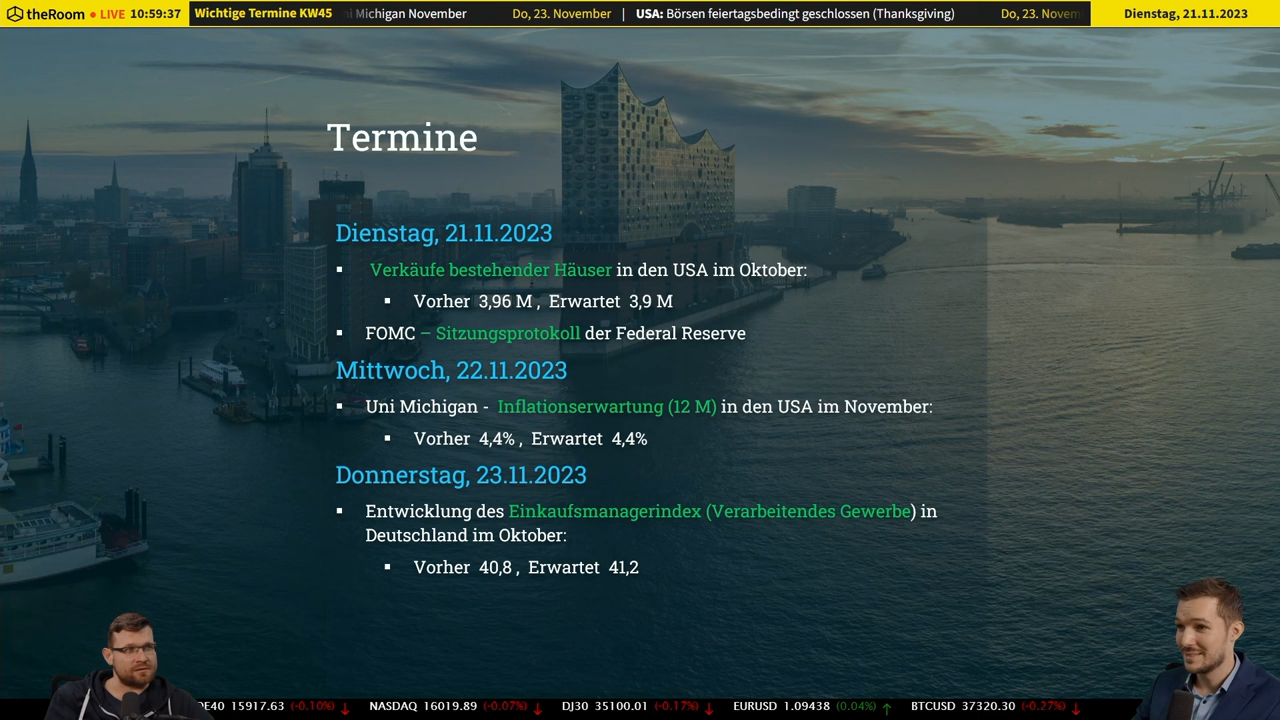 theRoom ● LIVE 10:59:37 Wichtige Termine KW45 Michigan November Do, 23. November | USA: Börsen feiertagsbedingt geschlossen (Thanksgiving) Do, 23. Dienstag, 21.11.2023
Termine
Dienstag, 21.11.2023
▪ Verkäufe bestehender Häuser in den USA im Oktober:
▪ Vorher 3,96 M , Erwartet 3,9 M
▪ FOMC – Sitzungsprotokoll der Federal Reserve
Mittwoch, 22.11.2023
▪ Uni Michigan - Inflationserwartung (12 M) in den USA im November:
▪ Vorher 4,4% , Erwartet 4,4%
Donnerstag, 23.11.2023
▪ Entwicklung des Einkaufsmanagerindex (Verarbeitendes Gewerbe) in
Deutschland im Oktober:
▪ Vorher 40,8 , Erwartet 41,2
15917.63 (-0.10%) ↓ NASDAQ 16019.89 (-0.07%) ↓ DJ30 35100.01 (-0.17%) ↓ EURUSD 1.09438 (0.04%) ↑ BTCUSD 37320.30 (-0.27%) ↓